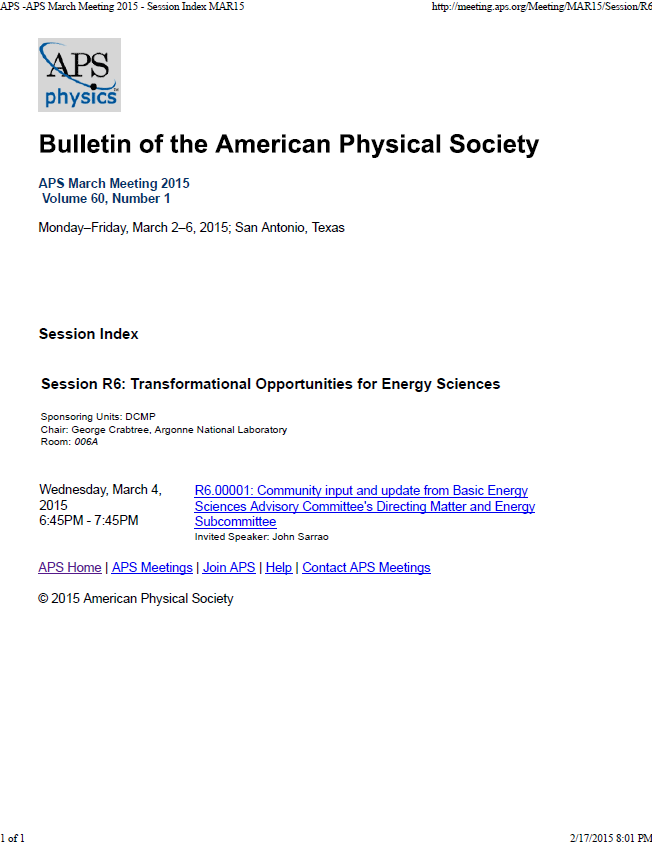 APS -APS March Meeting 2015 - Session Index MAR15 http://meeting.aps.org/Meeting/MAR15/Session/R6
APS
physics™
Bulletin of the American Physical Society
APS March Meeting 2015
Volume 60, Number 1
Monday–Friday, March 2–6, 2015; San Antonio, Texas
Session Index
Session R6: Transformational Opportunities for Energy Sciences
Sponsoring Units: DCMP
Chair: George Crabtree, Argonne National Laboratory
Room: 006A
Wednesday, March 4,
2015
6:45PM - 7:45PM
R6.00001: Community input and update from Basic Energy
Sciences Advisory Committee's Directing Matter and Energy
Subcommittee
Invited Speaker: John Sarrao
APS Home | APS Meetings | Join APS | Help | Contact APS Meetings
© 2015 American Physical Society
1 of 1 2/17/2015 8:01 PM